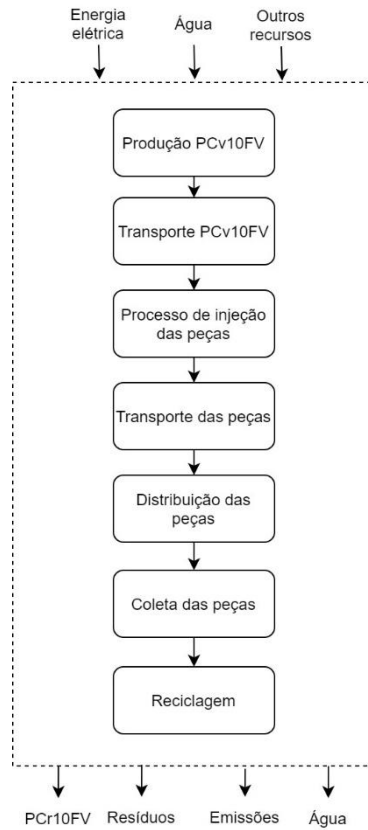 Energia
elétrica
Água
Outros
recursos
Produção PCv10FV
Transporte PCv10FV
Processo de injeção
das peças
Transporte das peças
Distribuição das
peças
Coleta das peças
Reciclagem
PCr10FV
Resíduos
Emissões
Água